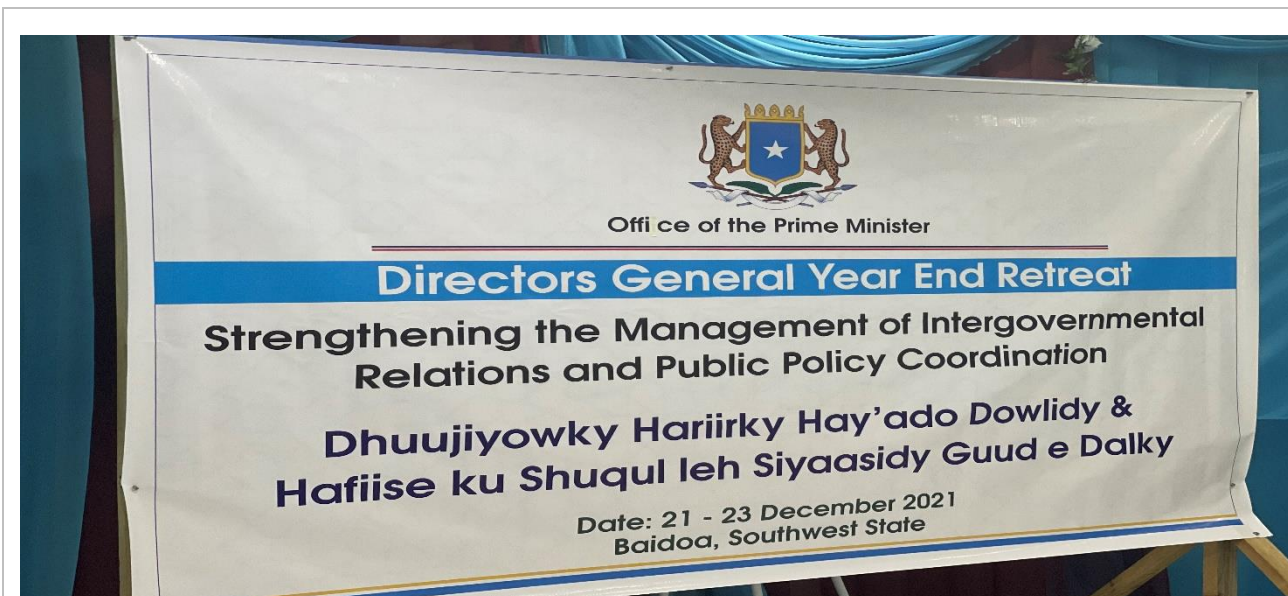 Office of the Prime Minister
Directors General Year End Retreat
Strengthening the Management of Intergovernmental
Relations and Public Policy Coordination
Dhuujiyowky Hariirky Hay'ado Dowlidy &
Hafiise ku Shuqul leh Siyaasidy Guud e Dalky
Date: 21 - 23 December 2021
Baidoa, Southwest State